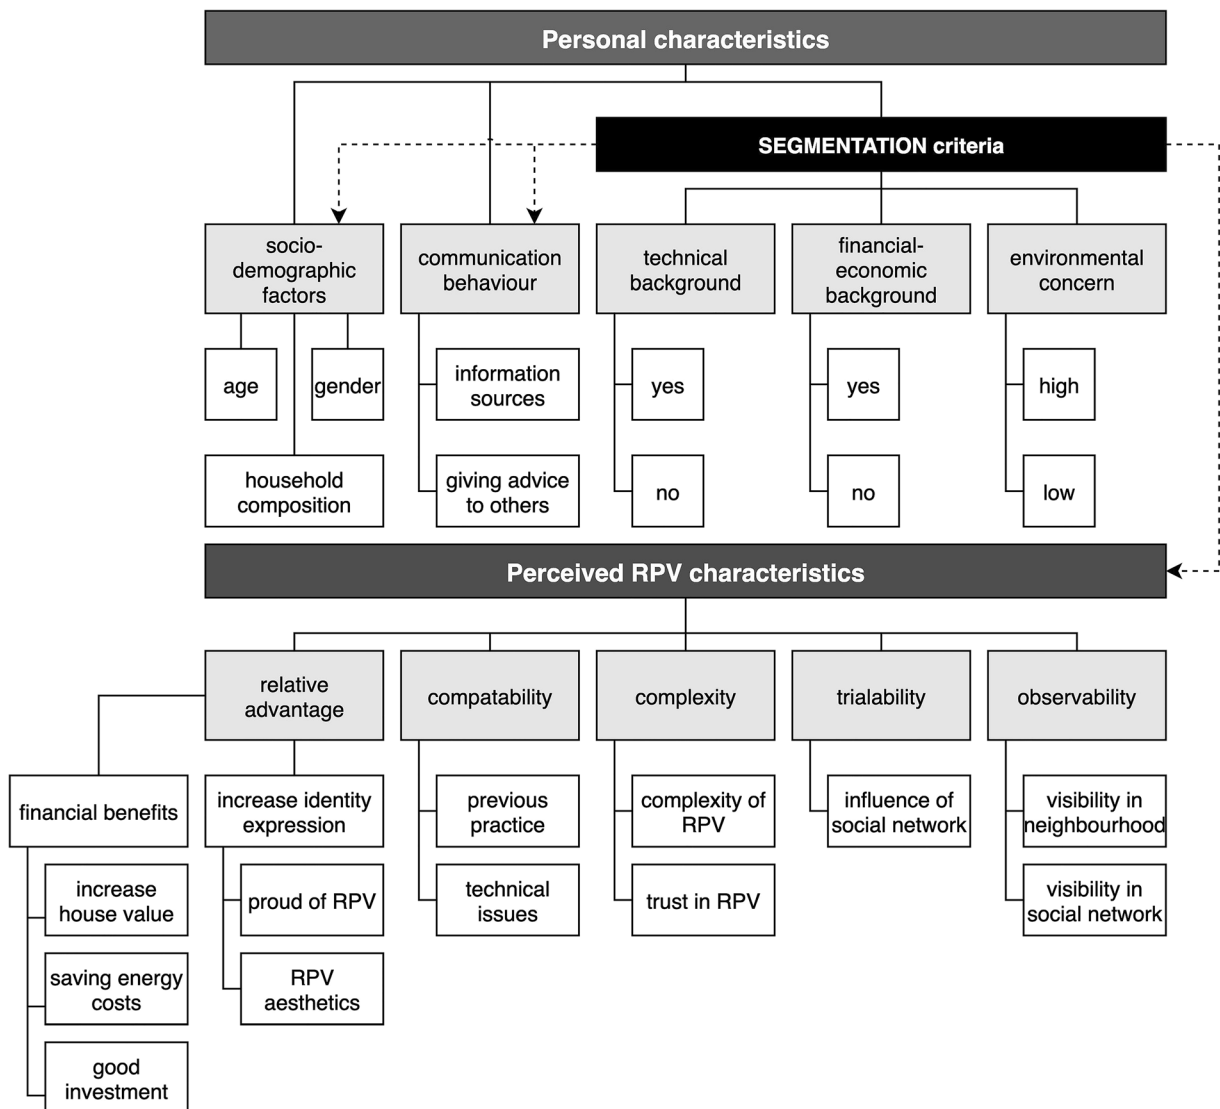 Personal characteristics
SEGMENTATION criteria
socio-
demographic
factors
communication
behaviour
technical
background
financial-
economic
background
environmental
concern
age
gender
information
sources
yes
yes
high
household
composition
giving advice
to others
no
no
low
Perceived RPV characteristics
relative
advantage
compatability
complexity
trialability
observability
financial benefits
increase identity
expression
previous
practice
complexity of
RPV
influence of
social network
visibility in
neighbourhood
increase
house value
proud of RPV
technical
issues
trust in RPV
visibility in
social network
saving energy
costs
RPV
aesthetics
good
investment